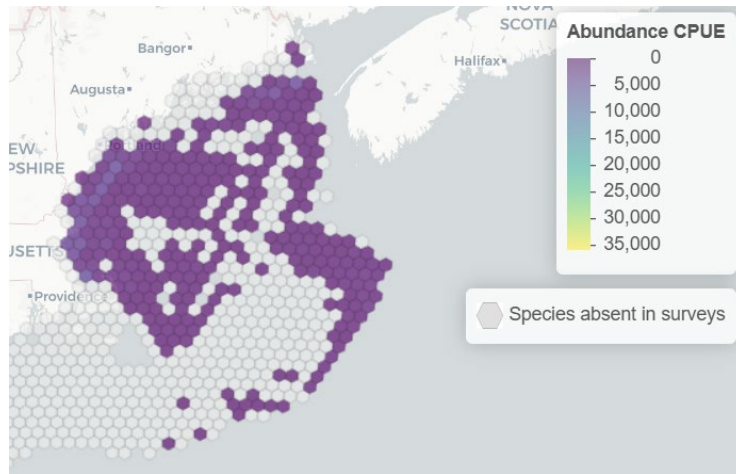 NOVA
SCOTIA
Bangor
Abundance CPUE
Halifax
0
Augusta
5,000
10,000
Portland
15,000
EW
20,000
PSHIRE
25,000
30,000
35,000
USETTS
Providence
Species absent in surveys